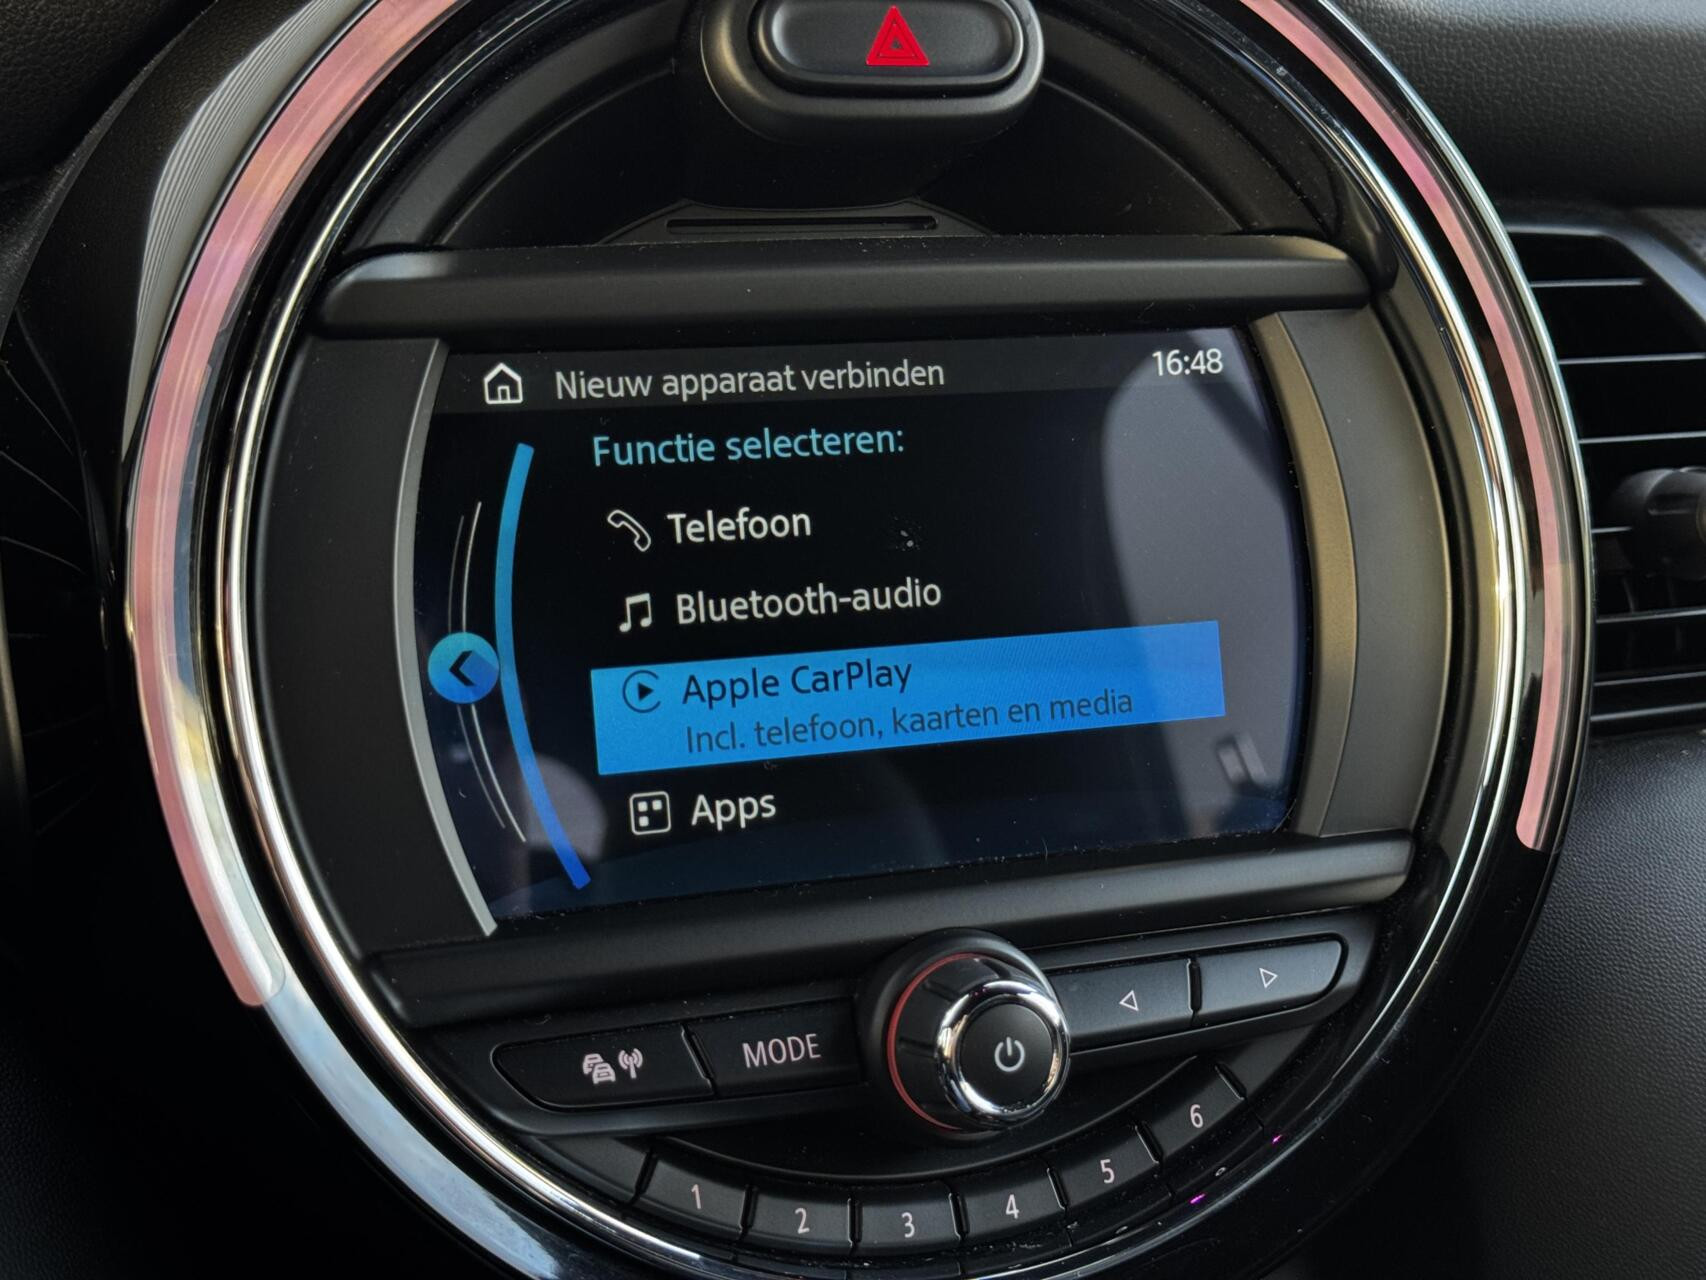 Nieuw apparaat verbinden
16:48
Functie selecteren:
Telefoon
Bluetooth-audio
Apple CarPlay
Incl. telefoon, kaarten en media
Apps
MODE
1
2
3
4
5
6